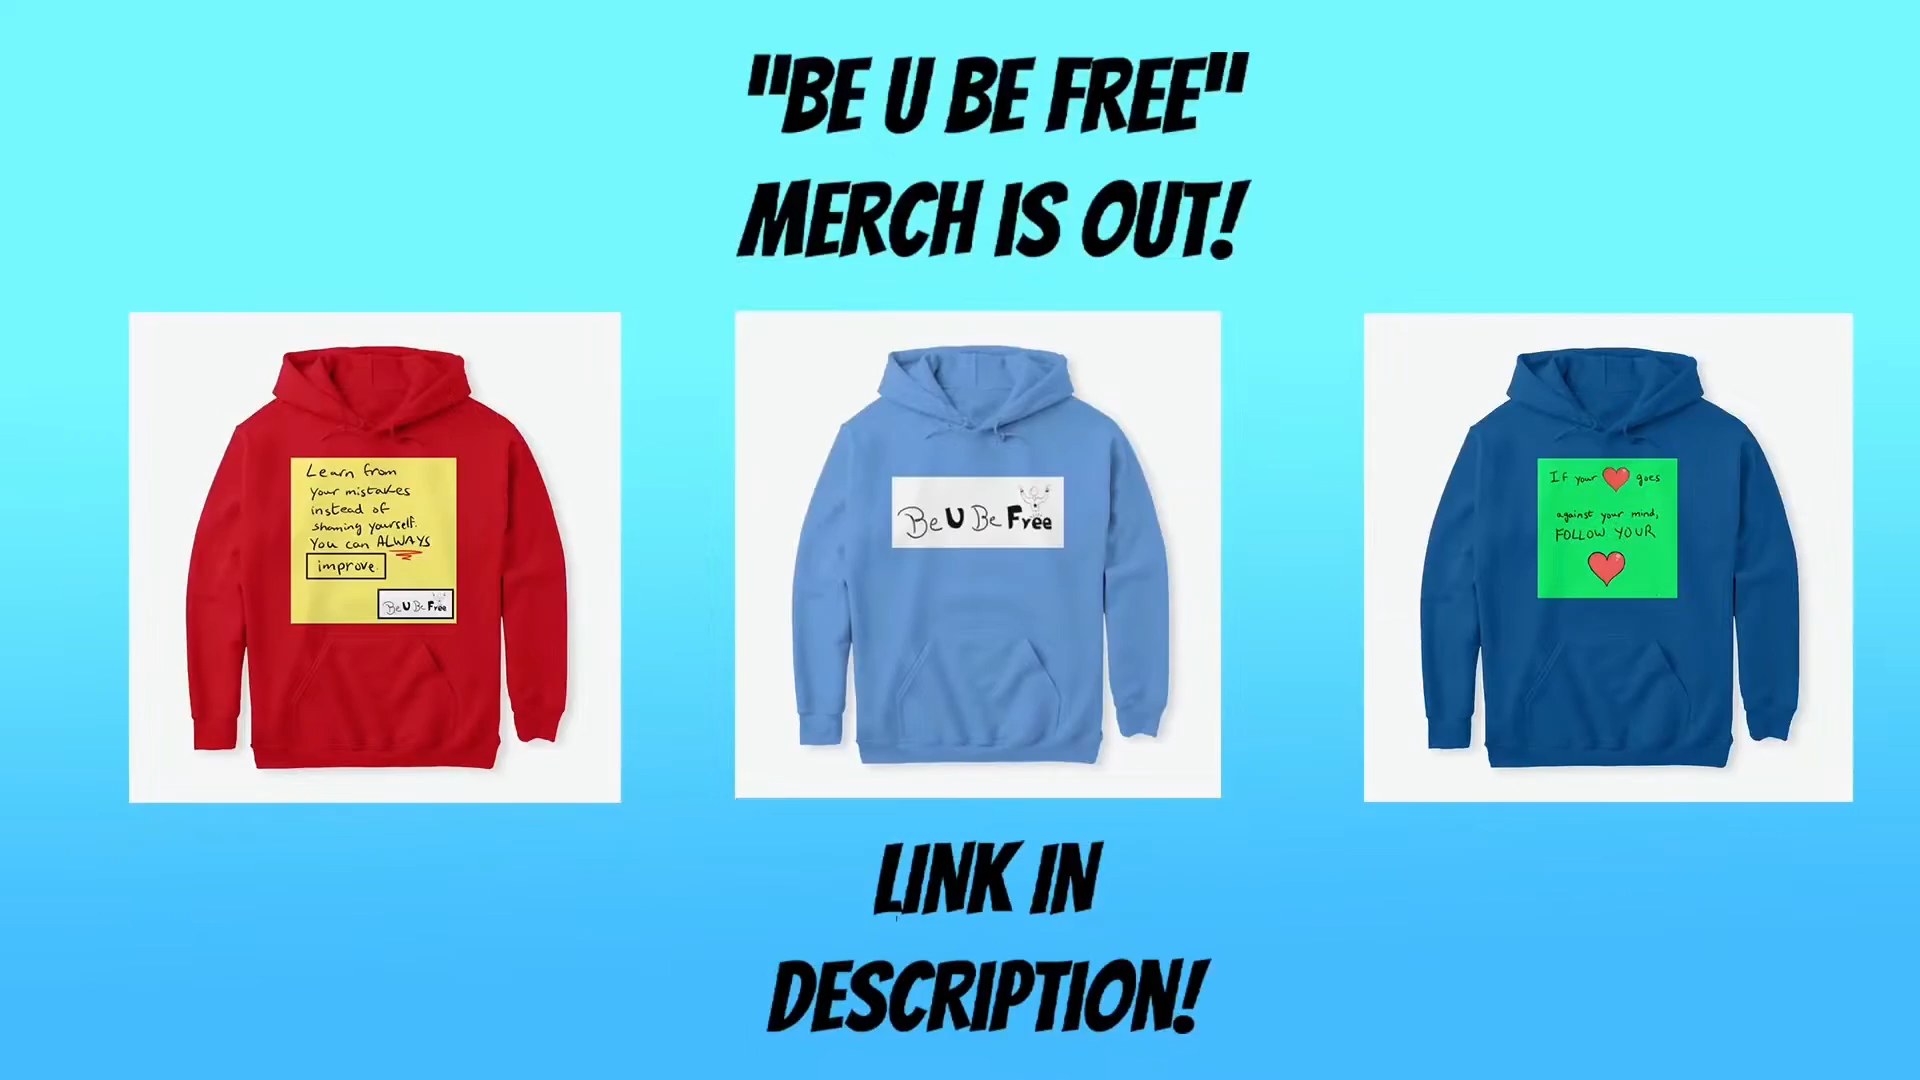 "BE U BE FREE"
MERCH IS OUT!
Learn from
your mistakes
instead of
shaming yourself.
You can ALWAYS
improve.
Be U Be Free
Be U Be Free
If your goes
against your mind,
FOLLOW YOUR
LINK IN
DESCRIPTION!